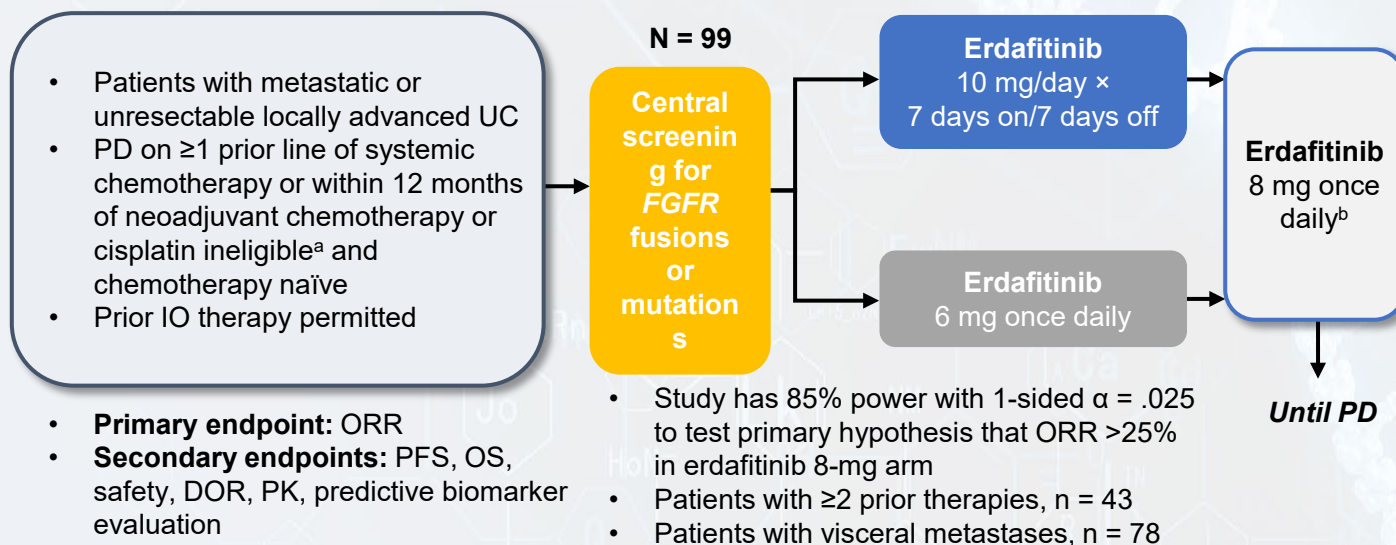 • Patients with metastatic or
unresectable locally advanced UC
• PD on ≥1 prior line of systemic
chemotherapy or within 12 months
of neoadjuvant chemotherapy or
cisplatin ineligibleᵃ and
chemotherapy naïve
• Prior IO therapy permitted
• Primary endpoint: ORR
• Secondary endpoints: PFS, OS,
safety, DOR, PK, predictive biomarker
evaluation
N = 99
Central
screenin
g for
FGFR
fusions
or
mutation
s
Erdafitinib
10 mg/day ×
7 days on/7 days off
Erdafitinib
6 mg once daily
Erdafitinib
8 mg once
dailyᵇ
Until PD
• Study has 85% power with 1-sided α = .025
to test primary hypothesis that ORR >25%
in erdafitinib 8-mg arm
• Patients with ≥2 prior therapies, n = 43
• Patients with visceral metastases, n = 78